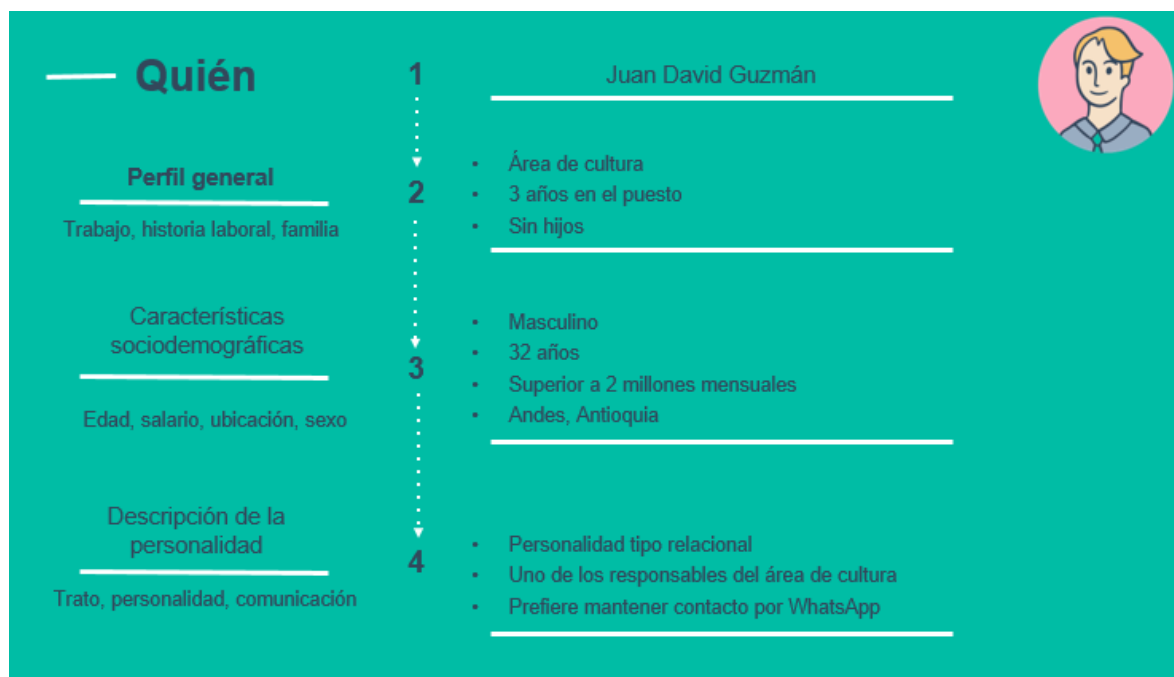 Quién
1
Juan David Guzmán
Perfil general
Trabajo, historia laboral, familia
2
• Área de cultura
• 3 años en el puesto
• Sin hijos
Características
sociodemográficas
Edad, salario, ubicación, sexo
3
• Masculino
• 32 años
• Superior a 2 millones mensuales
• Andes, Antioquia
Descripción de la
personalidad
Trato, personalidad, comunicación
4
• Personalidad tipo relacional
• Uno de los responsables del área de cultura
• Prefiere mantener contacto por WhatsApp